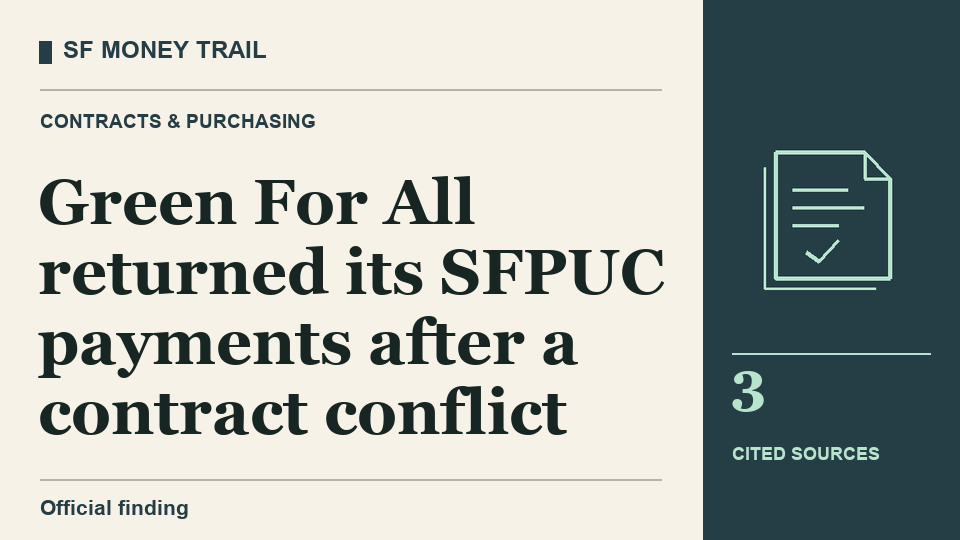 SF MONEY TRAIL
CONTRACTS & PURCHASING
Green For All
returned its SFPUC
payments after a
contract conflict
Official finding
3
CITED SOURCES